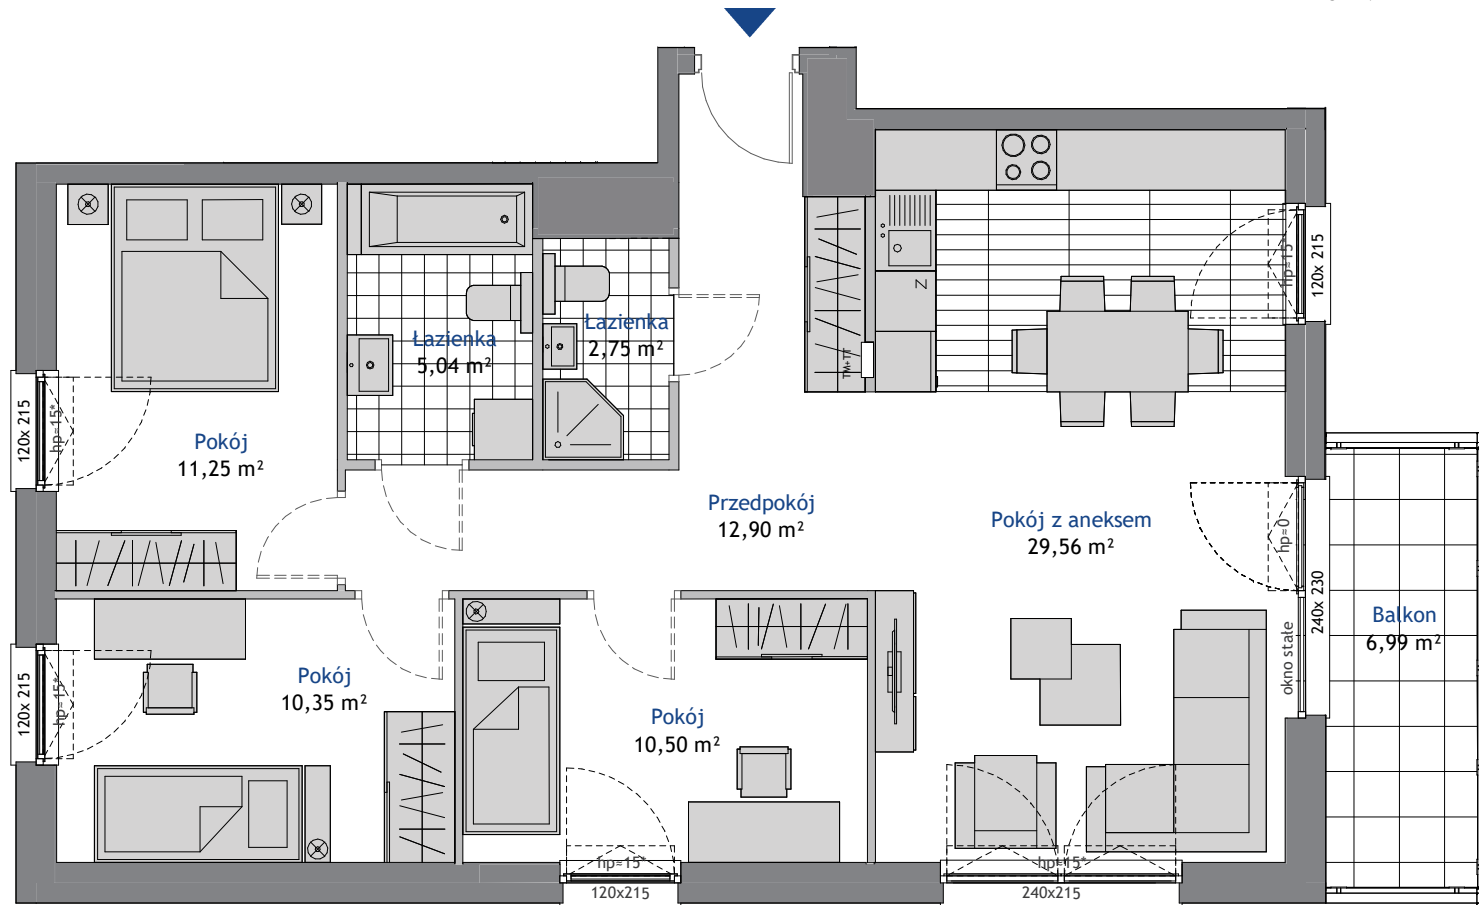 120x 215
hp=15*
Z
TM+TT
Łazienka
5,04 m²
Łazienka
2,75 m²
120x 215
hp=15*
Pokój
11,25 m²
Przedpokój
12,90 m²
Pokój z aneksem
29,56 m²
hp=0
240x 230
okno stałe
Balkon
6,99 m²
120x 215
hp=15*
Pokój
10,35 m²
Pokój
10,50 m²
hp=15*
120x215
hp=15*
240x215